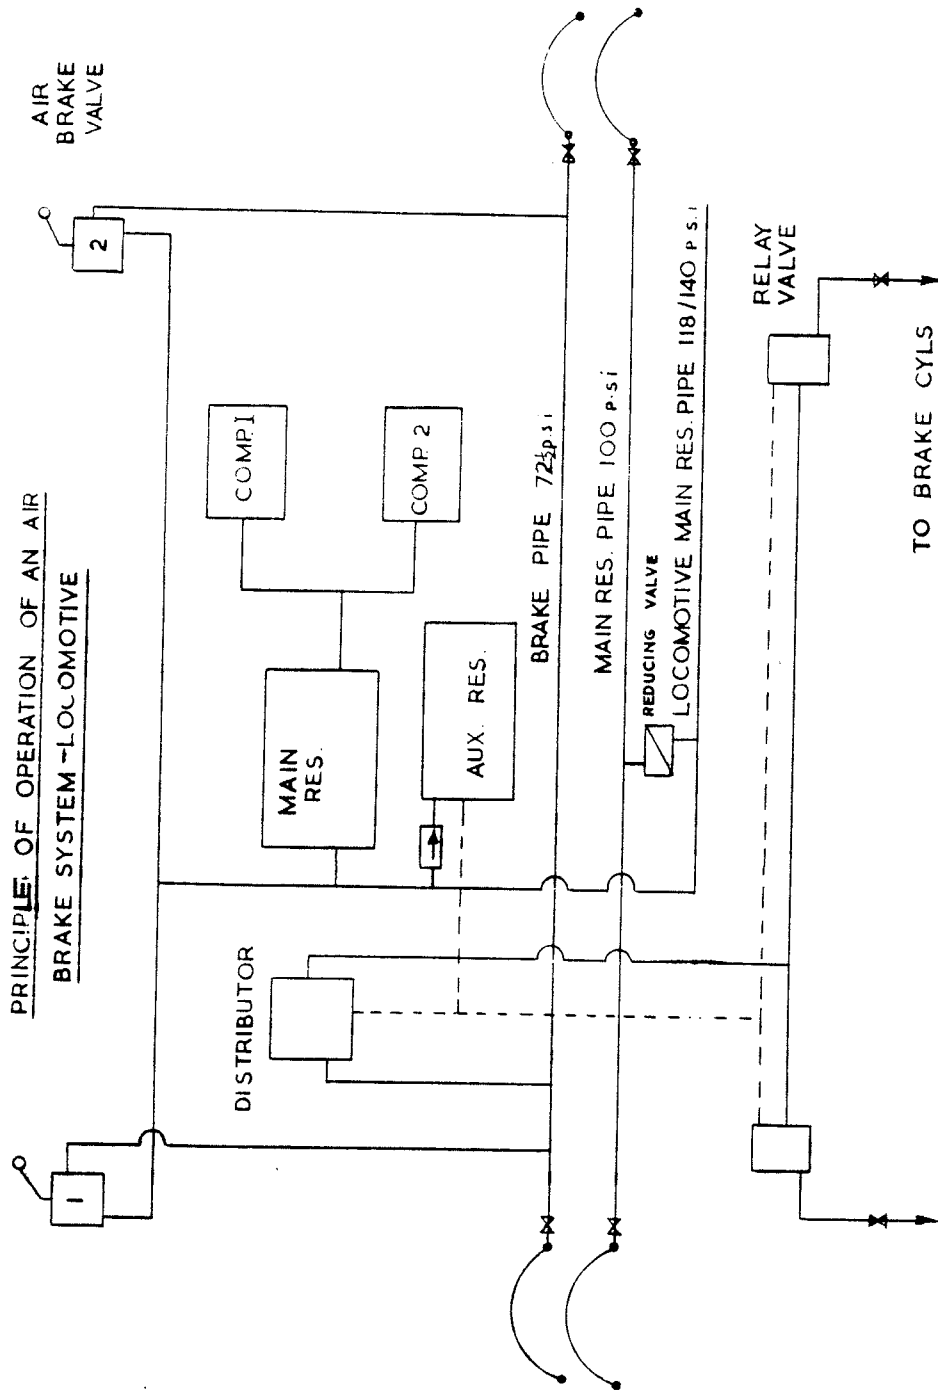 PRINCIPLE OF OPERATION OF AN AIR
BRAKE SYSTEM-LOCOMOTIVE
AIR
BRAKE
VALVE
1
2
COMP.1
COMP. 2
MAIN
RES.
AUX. RES.
DISTRIBUTOR
BRAKE PIPE 72½p.s.i
MAIN RES. PIPE 100 p.s.i
REDUCING VALVE
LOCOMOTIVE MAIN RES. PIPE 118/140 p.s.i
RELAY
VALVE
TO BRAKE CYLS